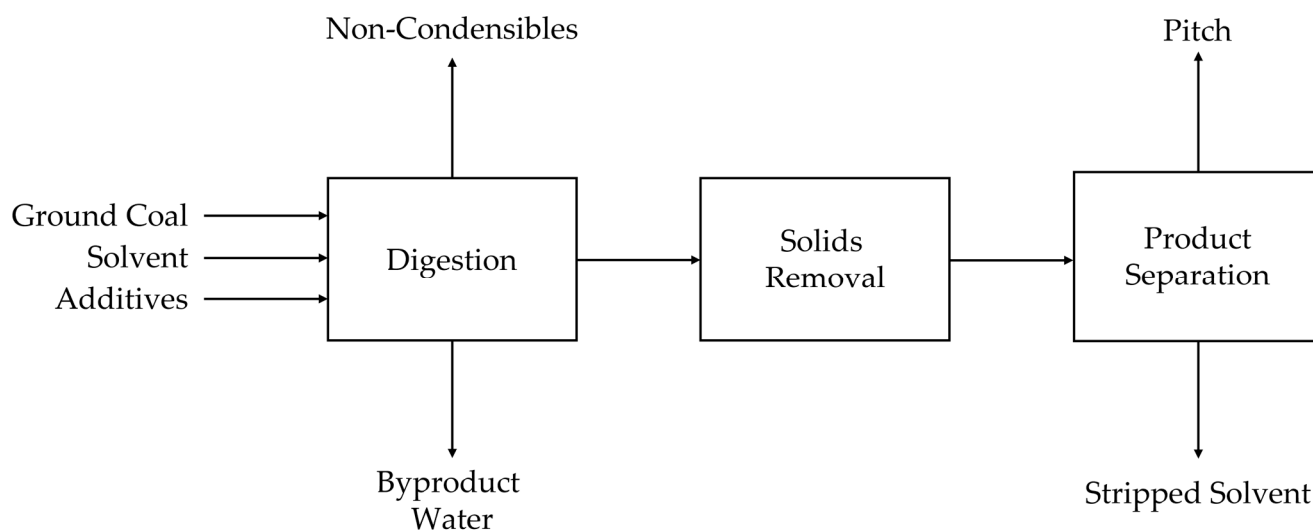 Non-Condensibles
Pitch
Ground Coal
Solvent
Additives
Digestion
Solids
Removal
Product
Separation
Byproduct
Water
Stripped Solvent